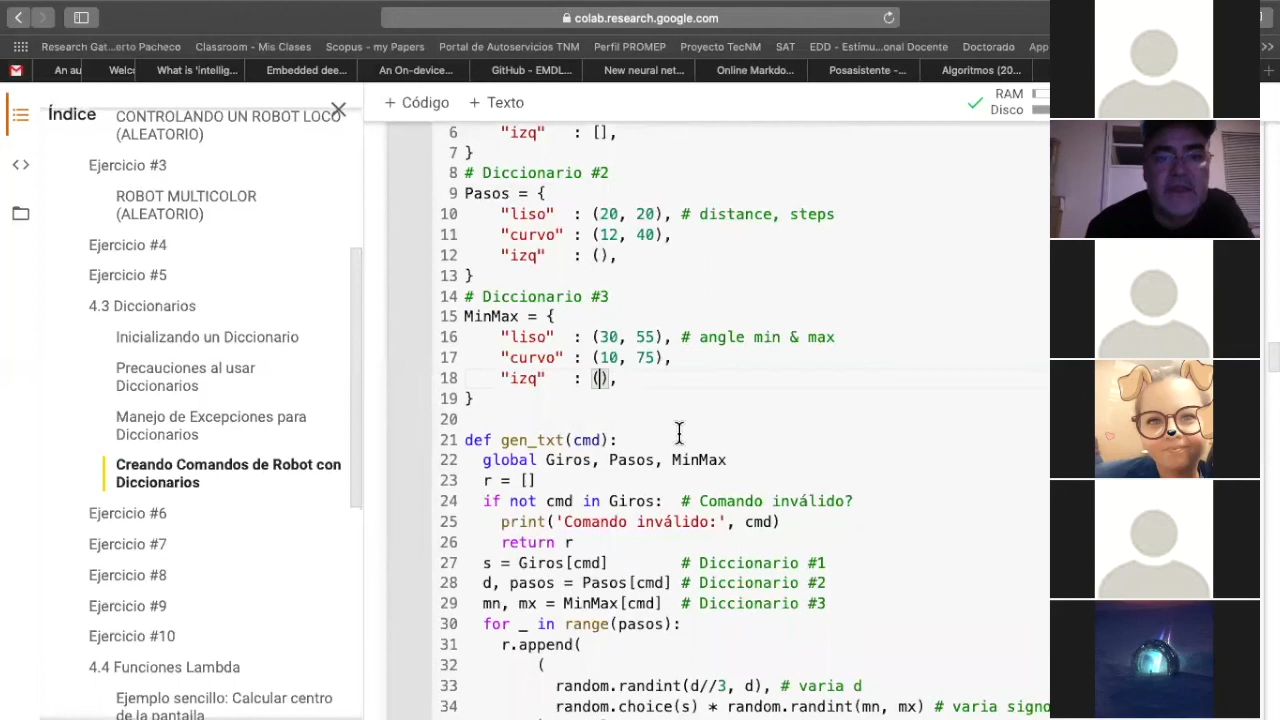 colab.research.google.com
Research Gat...erto Pacheco Classroom - Mis Clases Scopus - my Papers Portal de Autoservicios TNM Perfil PROMEP Proyecto TecNM SAT EDD - Estímu...onal Docente Doctorado App
An au Welc What is 'intellig... Embedded dee... An On-device... GitHub - EMDL... New neural net... Online Markdo... Posasistente -... Algoritmos (20...
Índice
CONTROLANDO UN ROBOT LOCO
(ALEATORIO)
Ejercicio #3
ROBOT MULTICOLOR
(ALEATORIO)
Ejercicio #4
Ejercicio #5
4.3 Diccionarios
Inicializando un Diccionario
Precauciones al usar
Diccionarios
Manejo de Excepciones para
Diccionarios
Creando Comandos de Robot con
Diccionarios
Ejercicio #6
Ejercicio #7
Ejercicio #8
Ejercicio #9
Ejercicio #10
4.4 Funciones Lambda
Ejemplo sencillo: Calcular centro
de la pantalla
+ Código + Texto
RAM
Disco
6 "izq" : [],
7 }
8 # Diccionario #2
9 Pasos = {
10 "liso" : (20, 20), # distance, steps
11 "curvo" : (12, 40),
12 "izq" : (),
13 }
14 # Diccionario #3
15 MinMax = {
16 "liso" : (30, 55), # angle min & max
17 "curvo" : (10, 75),
18 "izq" : (),
19 }
20
21 def gen_txt(cmd):
22 global Giros, Pasos, MinMax
23 r = []
24 if not cmd in Giros: # Comando inválido?
25 print('Comando inválido:', cmd)
26 return r
27 s = Giros[cmd] # Diccionario #1
28 d, pasos = Pasos[cmd] # Diccionario #2
29 mn, mx = MinMax[cmd] # Diccionario #3
30 for _ in range(pasos):
31 r.append(
32 (
33 random.randint(d//3, d), # varia d
34 random.choice(s) * random.randint(mn, mx) # varia signo